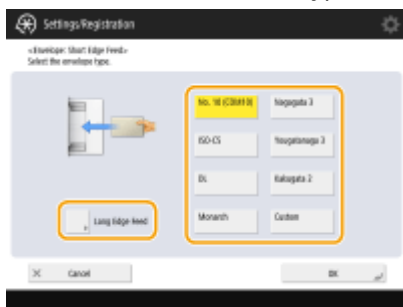 Settings/Registration
<Envelope: Short Edge Feed>
Select the envelope type.
No. 10 (COM10)
Nagagata 3
ISO-C5
Yougatanaga 3
DL
Kakugata 2
Long Edge Feed
Monarch
Custom
Cancel
OK